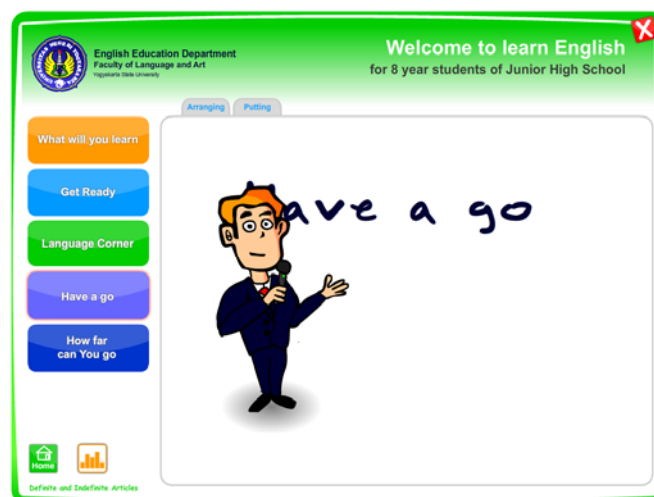 English Education Department
Faculty of Language and Art
Yogyakarta State University
Welcome to learn English
for 8 year students of Junior High School
X
Arranging
Putting
What will you learn
Get Ready
Language Corner
Have a go
How far
can You go
Have a go
Home
Definite and Indefinite Articles